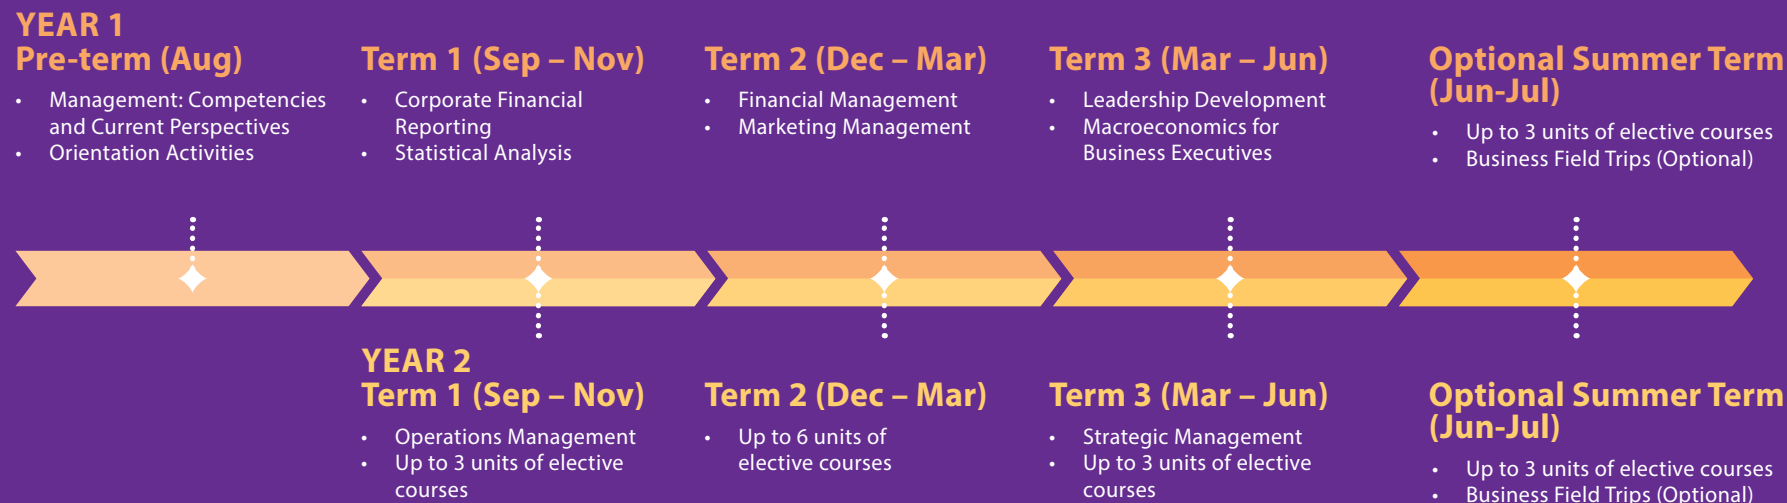 YEAR 1
Pre-term (Aug)
• Management: Competencies
and Current Perspectives
• Orientation Activities
Term 1 (Sep – Nov)
• Corporate Financial
Reporting
• Statistical Analysis
Term 2 (Dec – Mar)
• Financial Management
• Marketing Management
Term 3 (Mar – Jun)
• Leadership Development
• Macroeconomics for
Business Executives
Optional Summer Term
(Jun-Jul)
• Up to 3 units of elective courses
• Business Field Trips (Optional)
YEAR 2
Term 1 (Sep – Nov)
• Operations Management
• Up to 3 units of elective
courses
Term 2 (Dec – Mar)
• Up to 6 units of
elective courses
Term 3 (Mar – Jun)
• Strategic Management
• Up to 3 units of elective
courses
Optional Summer Term
(Jun-Jul)
• Up to 3 units of elective courses
• Business Field Trips (Optional)